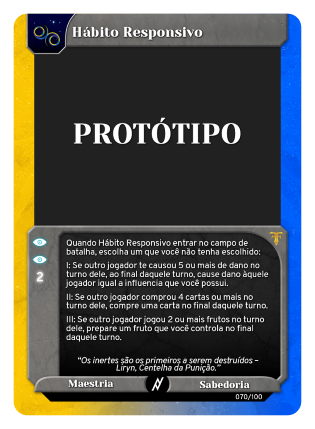 Hábito Responsivo
PROTÓTIPO
Quando Hábito Responsivo entrar no campo de
batalha, escolha um que você não tenha escolhido:
I: Se outro jogador te causou 5 ou mais de dano no
turno dele, ao final daquele turno, cause dano àquele
jogador igual a influencia que você possui.
II: Se outro jogador comprou 4 cartas ou mais no
turno dele, compre uma carta no final daquele turno.
III: Se outro jogador jogou 2 ou mais frutos no turno
dele, prepare um fruto que você controla no final
daquele turno.
2
"Os inertes são os primeiros a serem destruídos –
Liryn, Centelha da Punição."
Maestria
Sabedoria
070/100